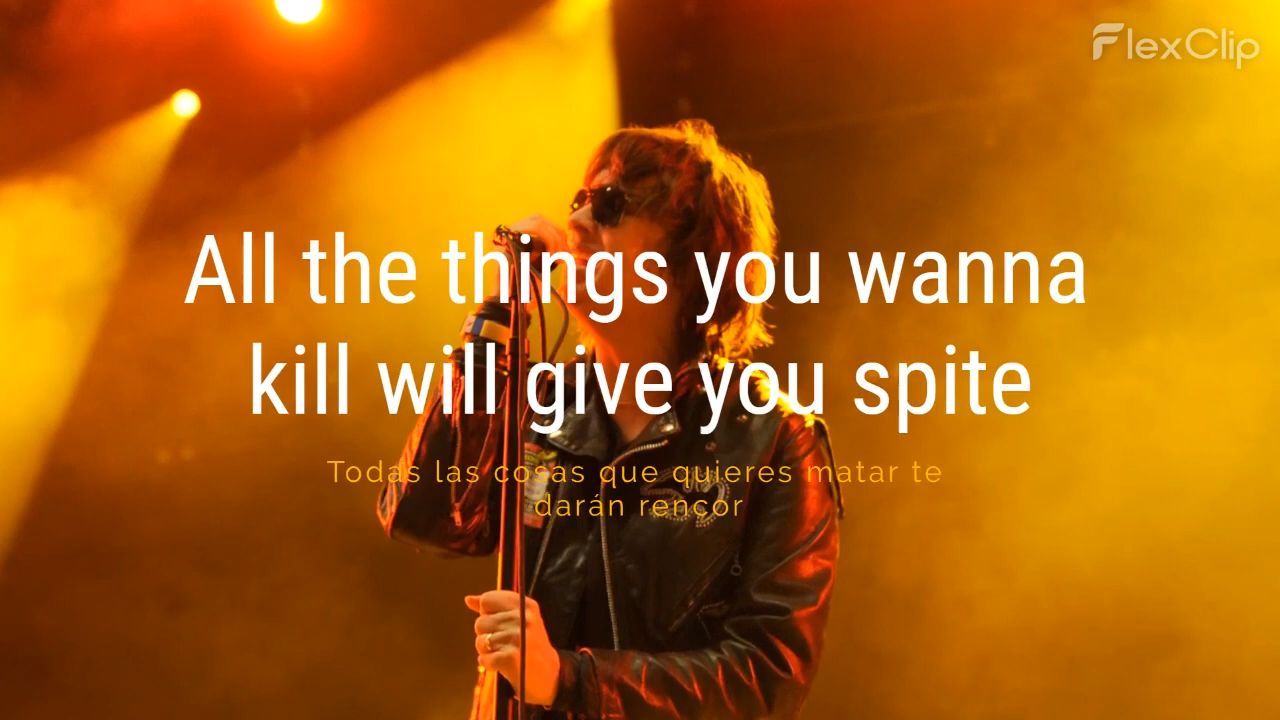 FlexClip
All the things you wanna
kill will give you spite
Todas las cosas que quieres matar te
darán rencor